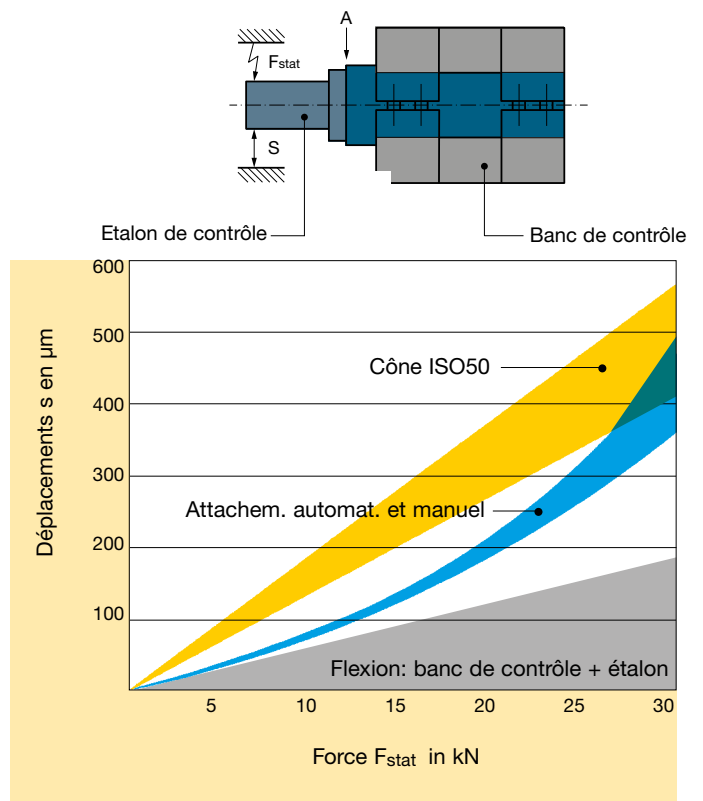 A
Fstat
S
Etalon de contrôle
Banc de contrôle
Déplacements s en µm
600
500
400
300
200
100
Cône ISO50
Attachem. automat. et manuel
Flexion: banc de contrôle + étalon
5 10 15 20 25 30
Force Fstat in kN